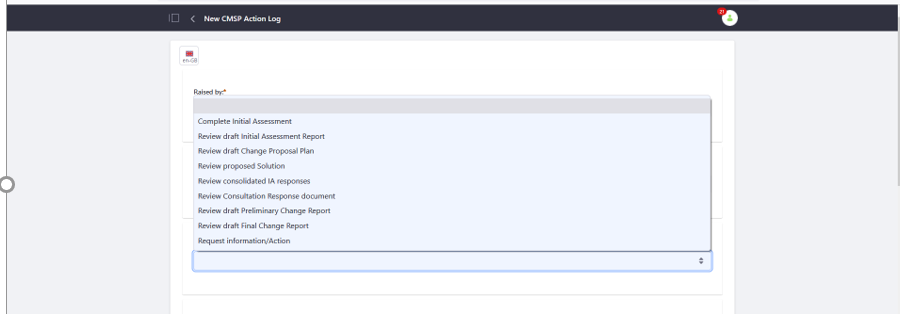 New CMSP Action Log
21
en-GB
Raised by:*
Complete Initial Assessment
Review draft Initial Assessment Report
Review draft Change Proposal Plan
Review proposed Solution
Review consolidated IA responses
Review Consultation Response document
Review draft Preliminary Change Report
Review draft Final Change Report
Request information/Action